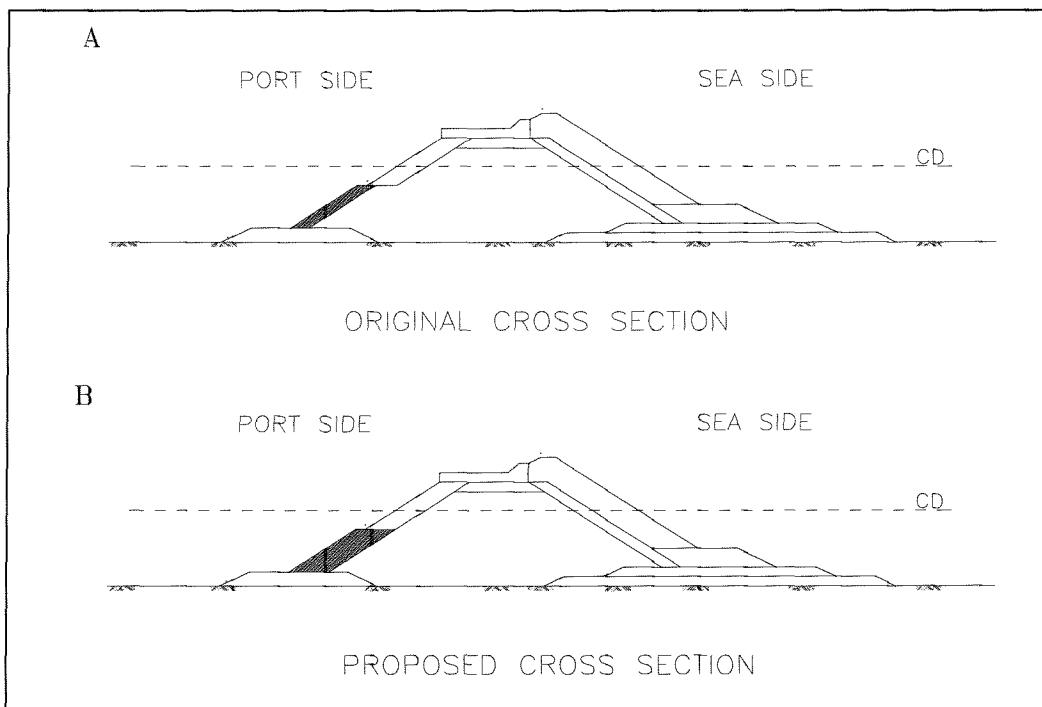 A
PORT SIDE
SEA SIDE
CD
ORIGINAL CROSS SECTION
B
PORT SIDE
SEA SIDE
CD
PROPOSED CROSS SECTION